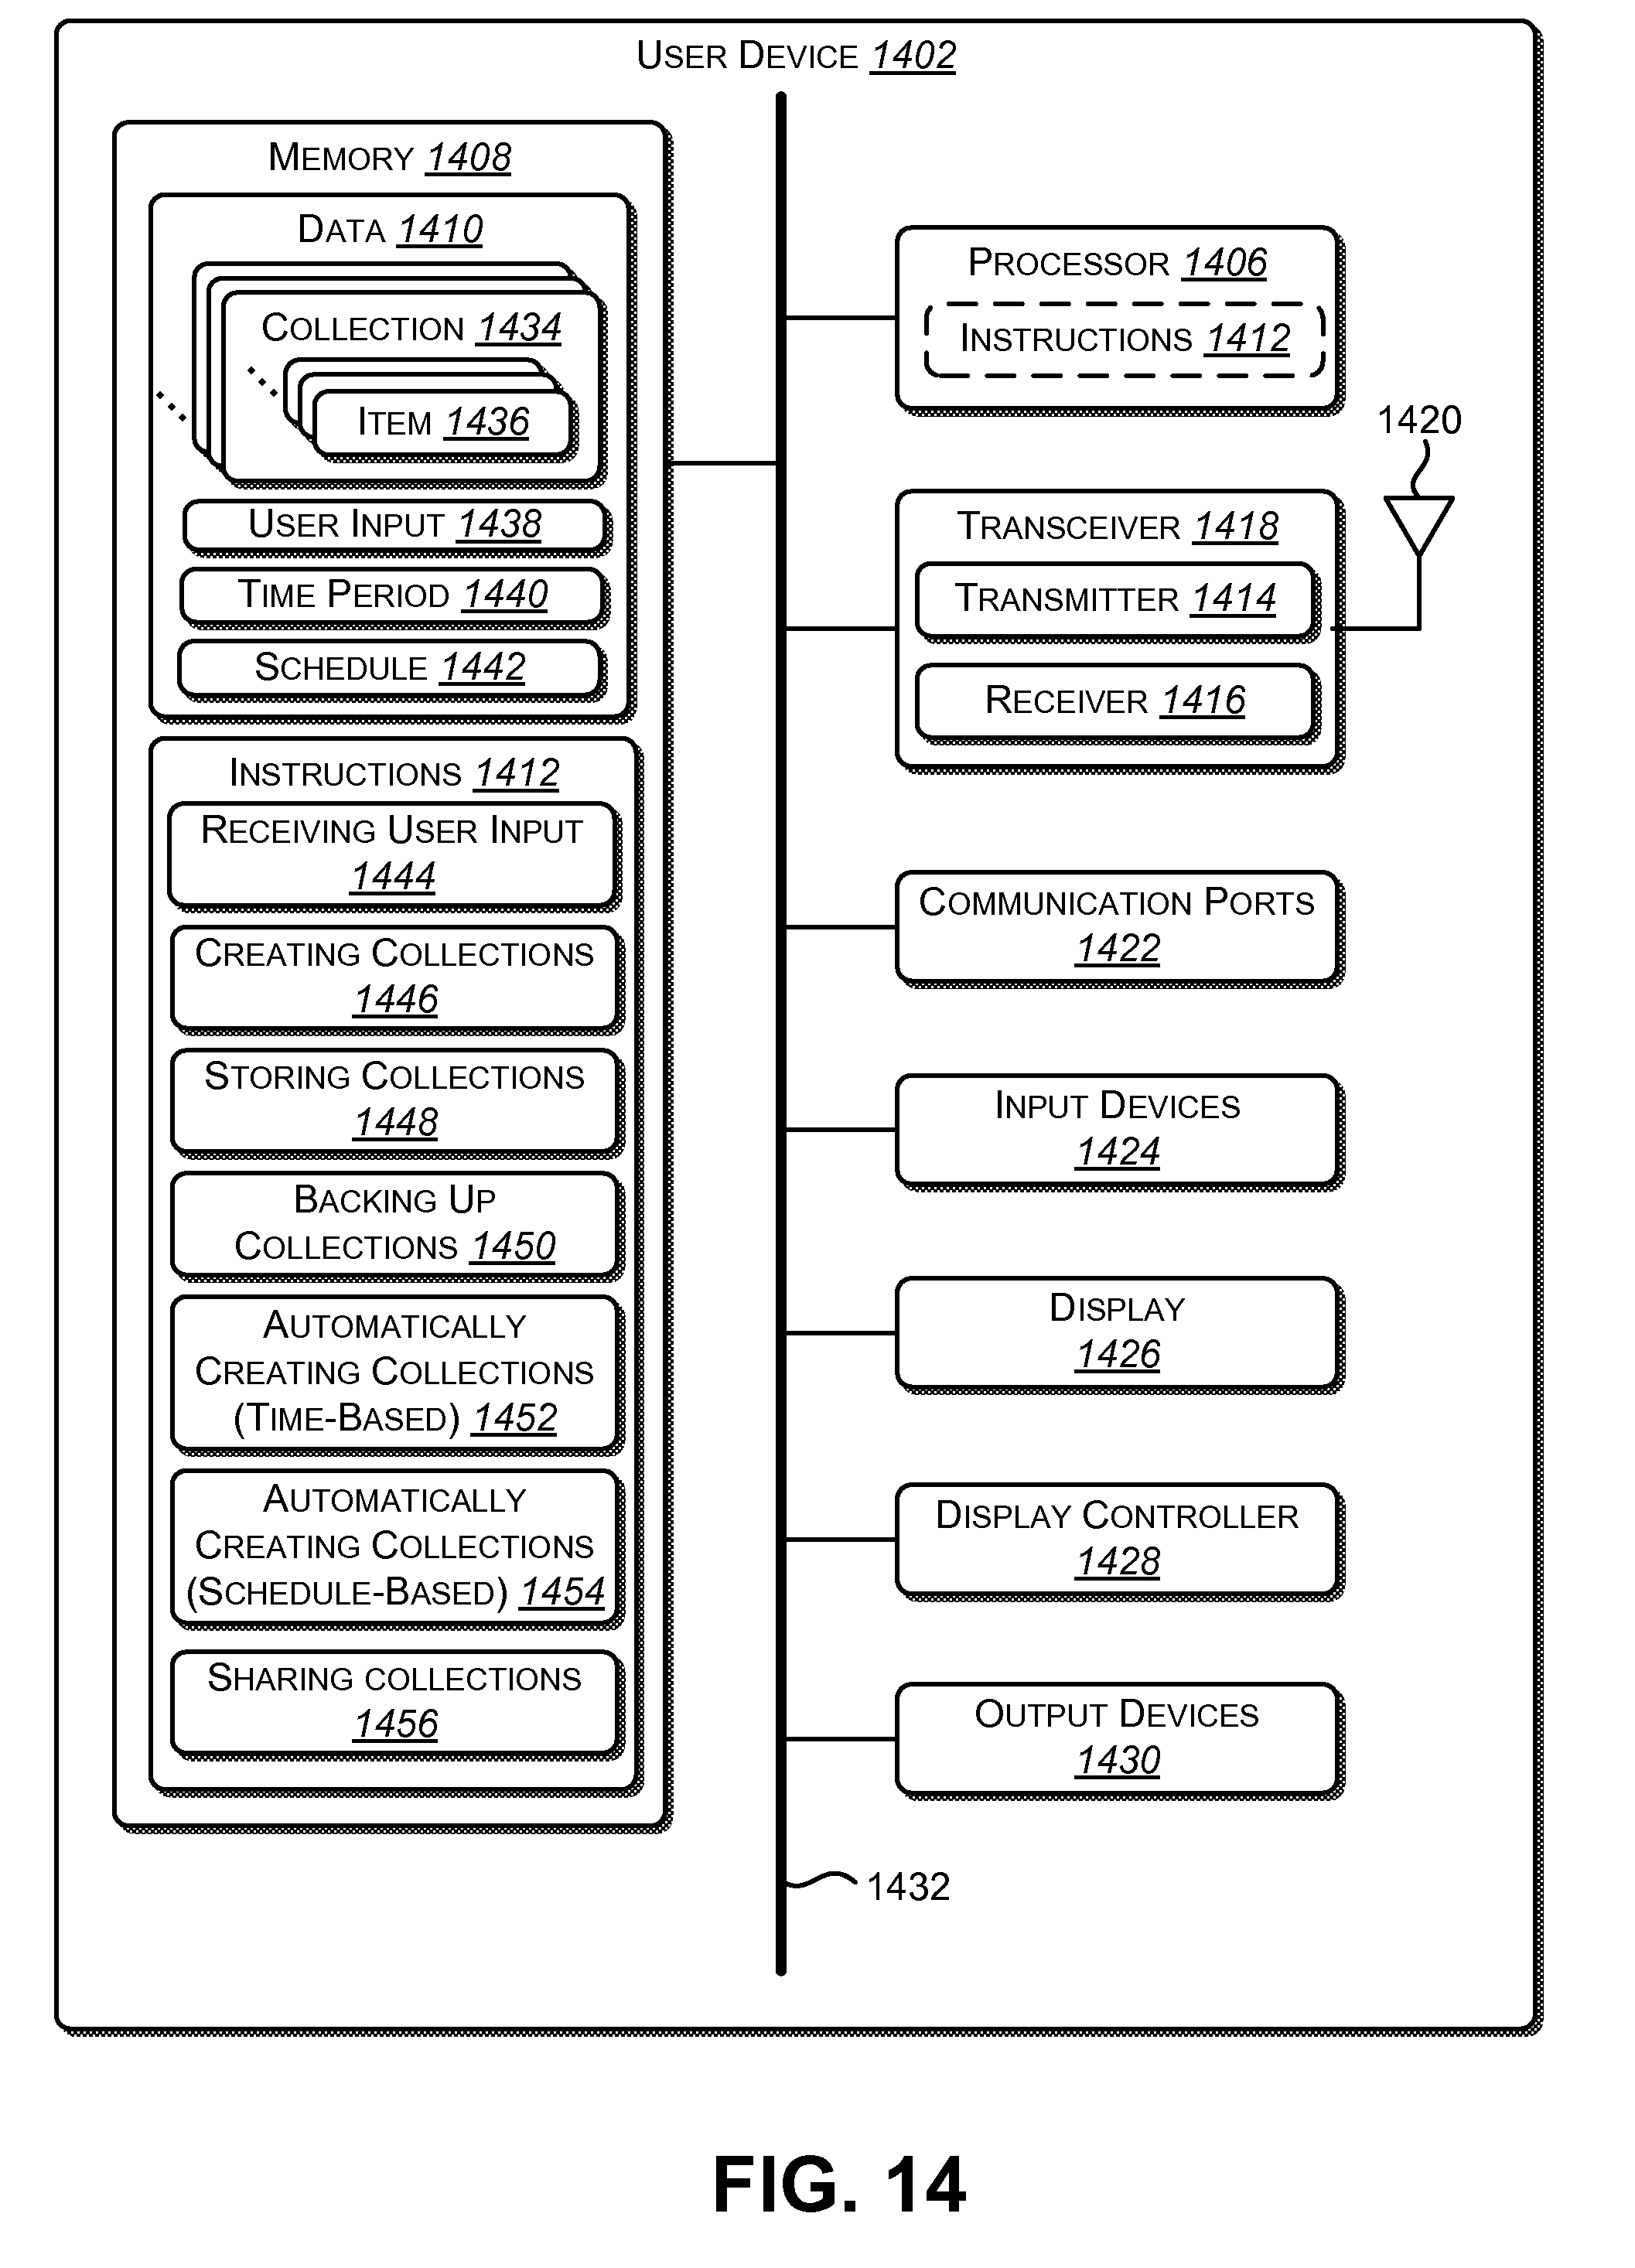 USER DEVICE 1402
MEMORY 1408
DATA 1410
COLLECTION 1434
ITEM 1436
USER INPUT 1438
TIME PERIOD 1440
SCHEDULE 1442
INSTRUCTIONS 1412
RECEIVING USER INPUT
1444
CREATING COLLECTIONS
1446
STORING COLLECTIONS
1448
BACKING UP
COLLECTIONS 1450
AUTOMATICALLY
CREATING COLLECTIONS
(TIME-BASED) 1452
AUTOMATICALLY
CREATING COLLECTIONS
(SCHEDULE-BASED) 1454
SHARING COLLECTIONS
1456
PROCESSOR 1406
INSTRUCTIONS 1412
1420
TRANSCEIVER 1418
TRANSMITTER 1414
RECEIVER 1416
COMMUNICATION PORTS
1422
INPUT DEVICES
1424
DISPLAY
1426
DISPLAY CONTROLLER
1428
OUTPUT DEVICES
1430
1432
FIG. 14